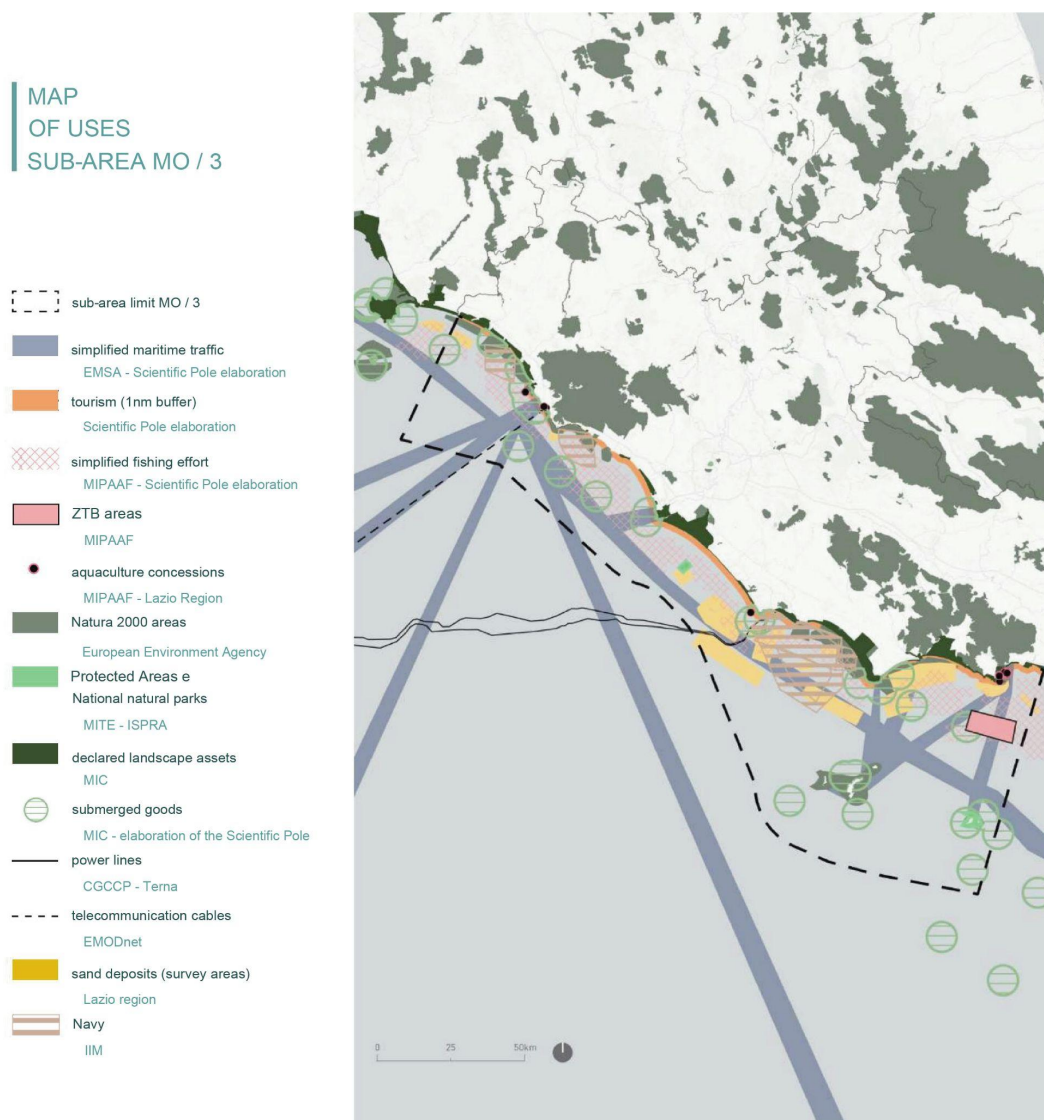 MAP
OF USES
SUB-AREA MO / 3
sub-area limit MO / 3
simplified maritime traffic
EMSA - Scientific Pole elaboration
tourism (1nm buffer)
Scientific Pole elaboration
simplified fishing effort
MIPAAF - Scientific Pole elaboration
ZTB areas
MIPAAF
aquaculture concessions
MIPAAF - Lazio Region
Natura 2000 areas
European Environment Agency
Protected Areas e
National natural parks
MITE - ISPRA
declared landscape assets
MIC
submerged goods
MIC - elaboration of the Scientific Pole
power lines
CGCCP - Terna
telecommunication cables
EMODnet
sand deposits (survey areas)
Lazio region
Navy
IIM
0 25 50km